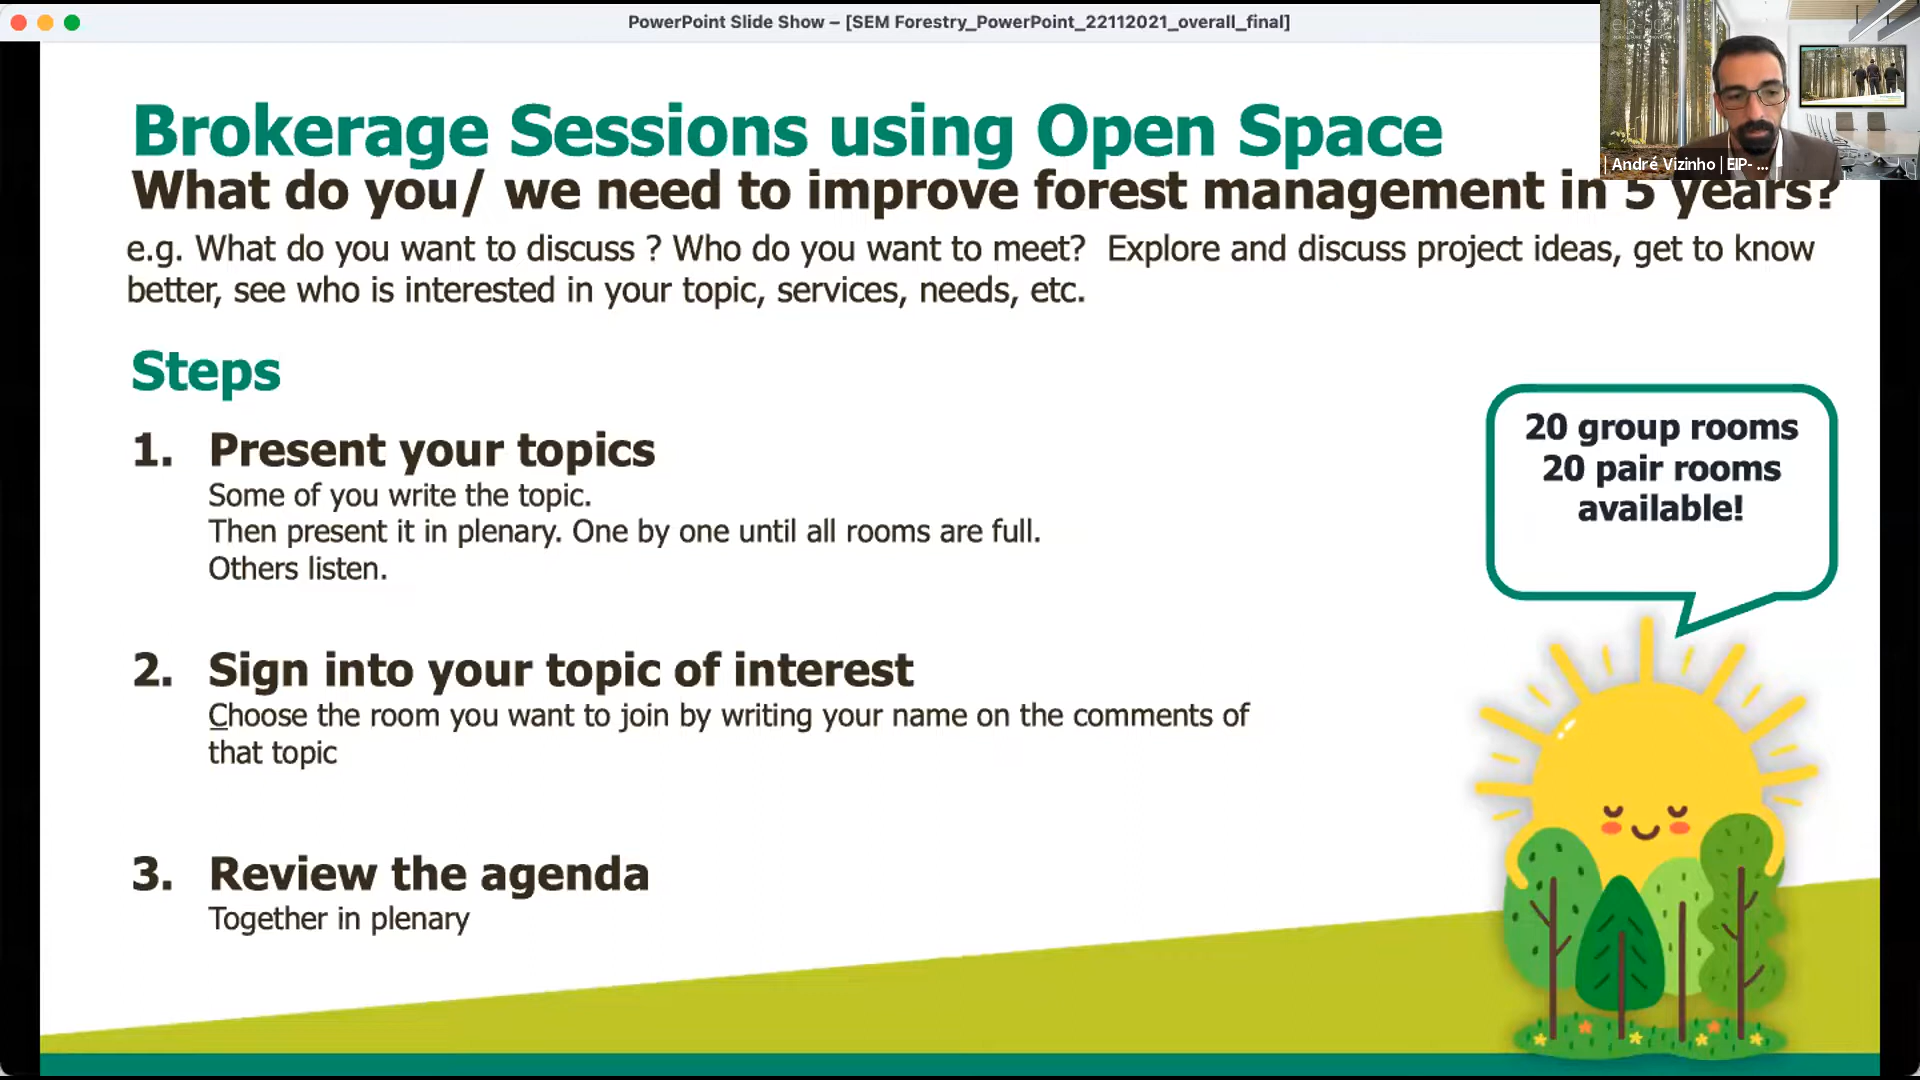 PowerPoint Slide Show – [SEM Forestry_PowerPoint_22112021_overall_final]
| André Vizinho | EIP- ...
Brokerage Sessions using Open Space
What do you/ we need to improve forest management in 5 years?
e.g. What do you want to discuss ? Who do you want to meet? Explore and discuss project ideas, get to know
better, see who is interested in your topic, services, needs, etc.
Steps
1. Present your topics
Some of you write the topic.
Then present it in plenary. One by one until all rooms are full.
Others listen.
20 group rooms
20 pair rooms
available!
2. Sign into your topic of interest
Choose the room you want to join by writing your name on the comments of
that topic
3. Review the agenda
Together in plenary